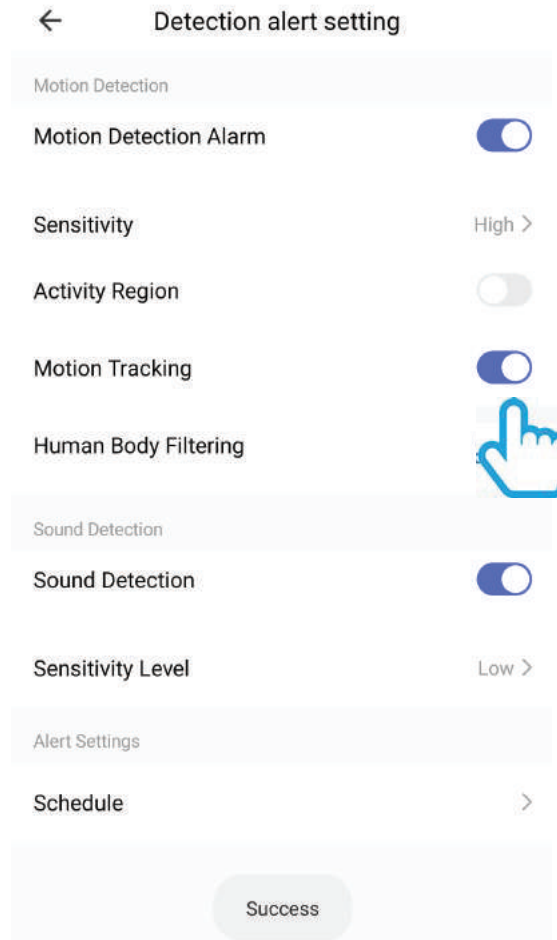 Detection alert setting
Motion Detection
Motion Detection Alarm
Sensitivity High
Activity Region
Motion Tracking
Human Body Filtering
Sound Detection
Sound Detection
Sensitivity Level Low
Alert Settings
Schedule
Success